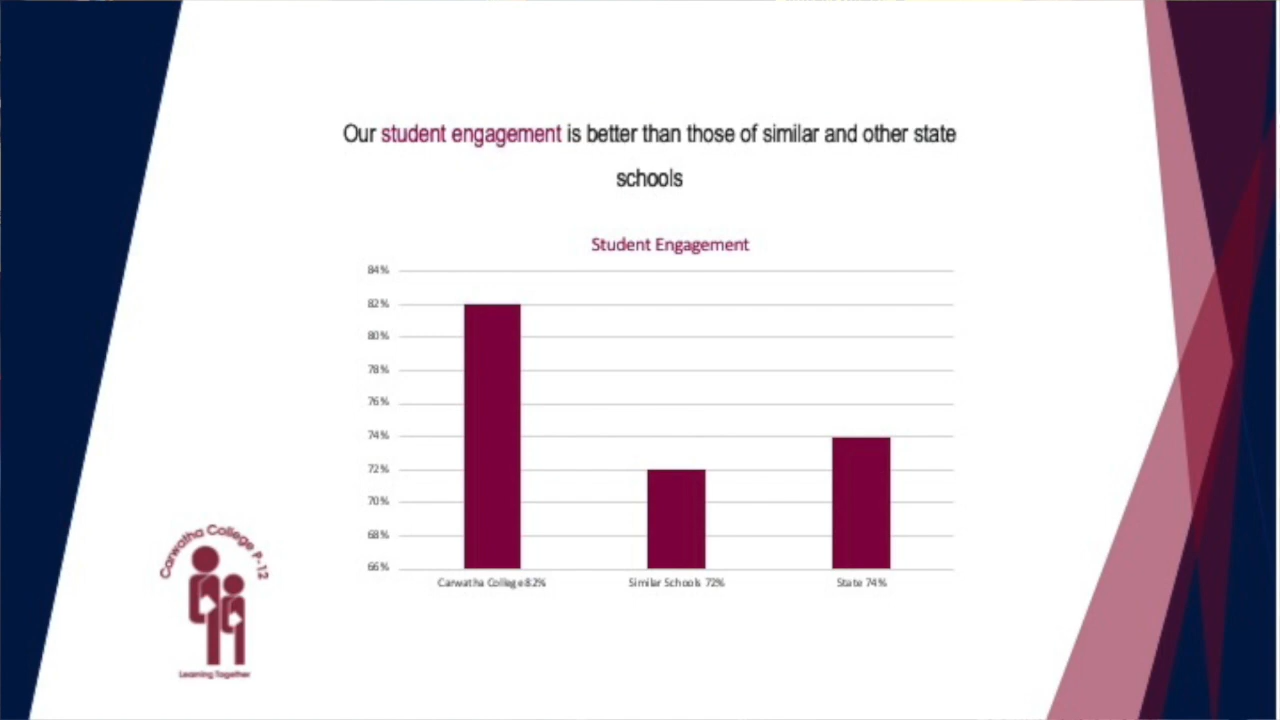 Our student engagement is better than those of similar and other state
schools
Student Engagement
84%
82%
80%
78%
76%
74%
72%
70%
68%
66%
Carwatha College 82%
Similar Schools 72%
State 74%
Carwatha College P-12
Learning Together